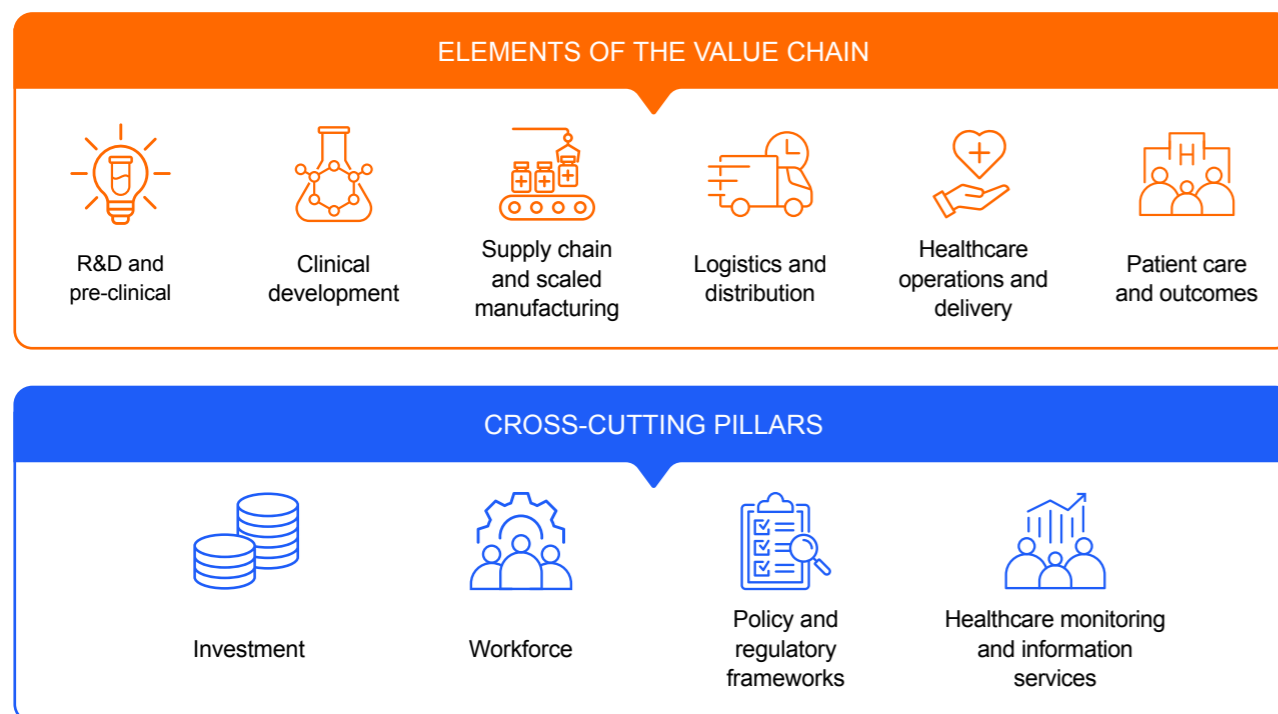 ELEMENTS OF THE VALUE CHAIN
R&D and
pre-clinical
Clinical
development
Supply chain
and scaled
manufacturing
Logistics and
distribution
Healthcare
operations and
delivery
H
Patient care
and outcomes
CROSS-CUTTING PILLARS
Investment
Workforce
Policy and
regulatory
frameworks
Healthcare monitoring
and information
services